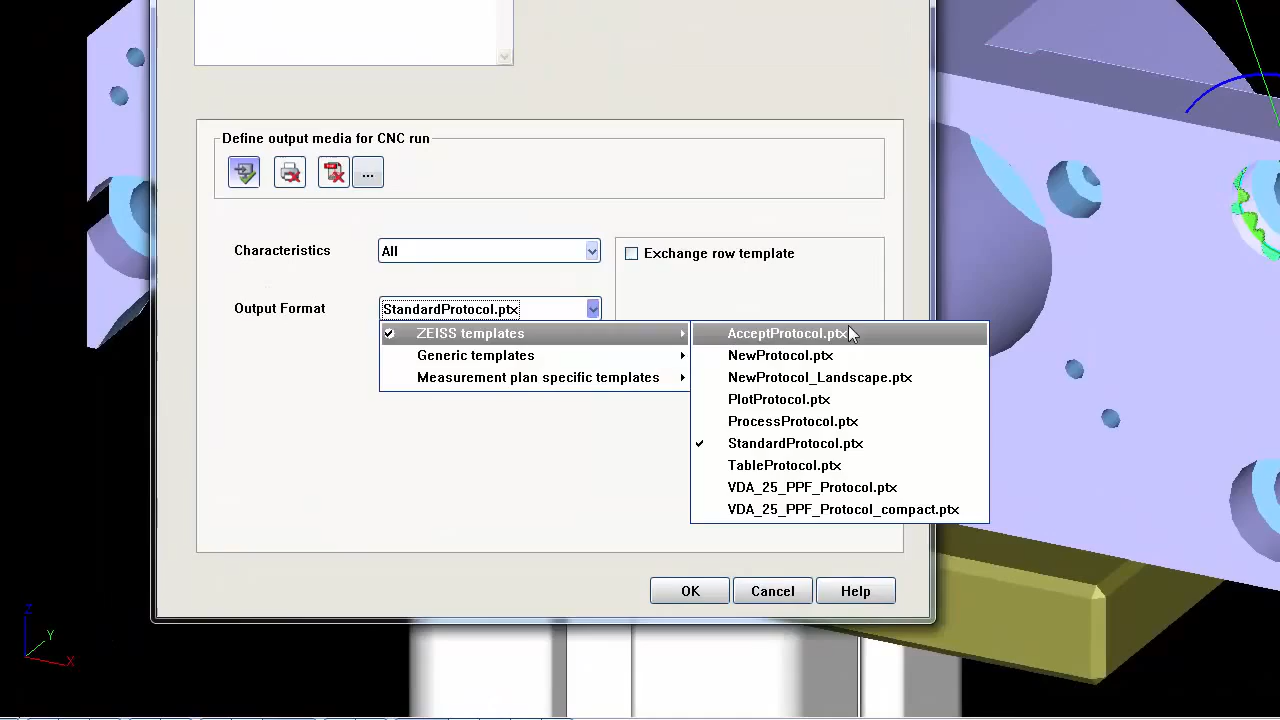 Define output media for CNC run
...
Characteristics
All
Exchange row template
Output Format
StandardProtocol.ptx
ZEISS templates
Generic templates
Measurement plan specific templates
AcceptProtocol.ptx
NewProtocol.ptx
NewProtocol_Landscape.ptx
PlotProtocol.ptx
ProcessProtocol.ptx
StandardProtocol.ptx
TableProtocol.ptx
VDA_25_PPF_Protocol.ptx
VDA_25_PPF_Protocol_compact.ptx
OK
Cancel
Help
Z
Y
X